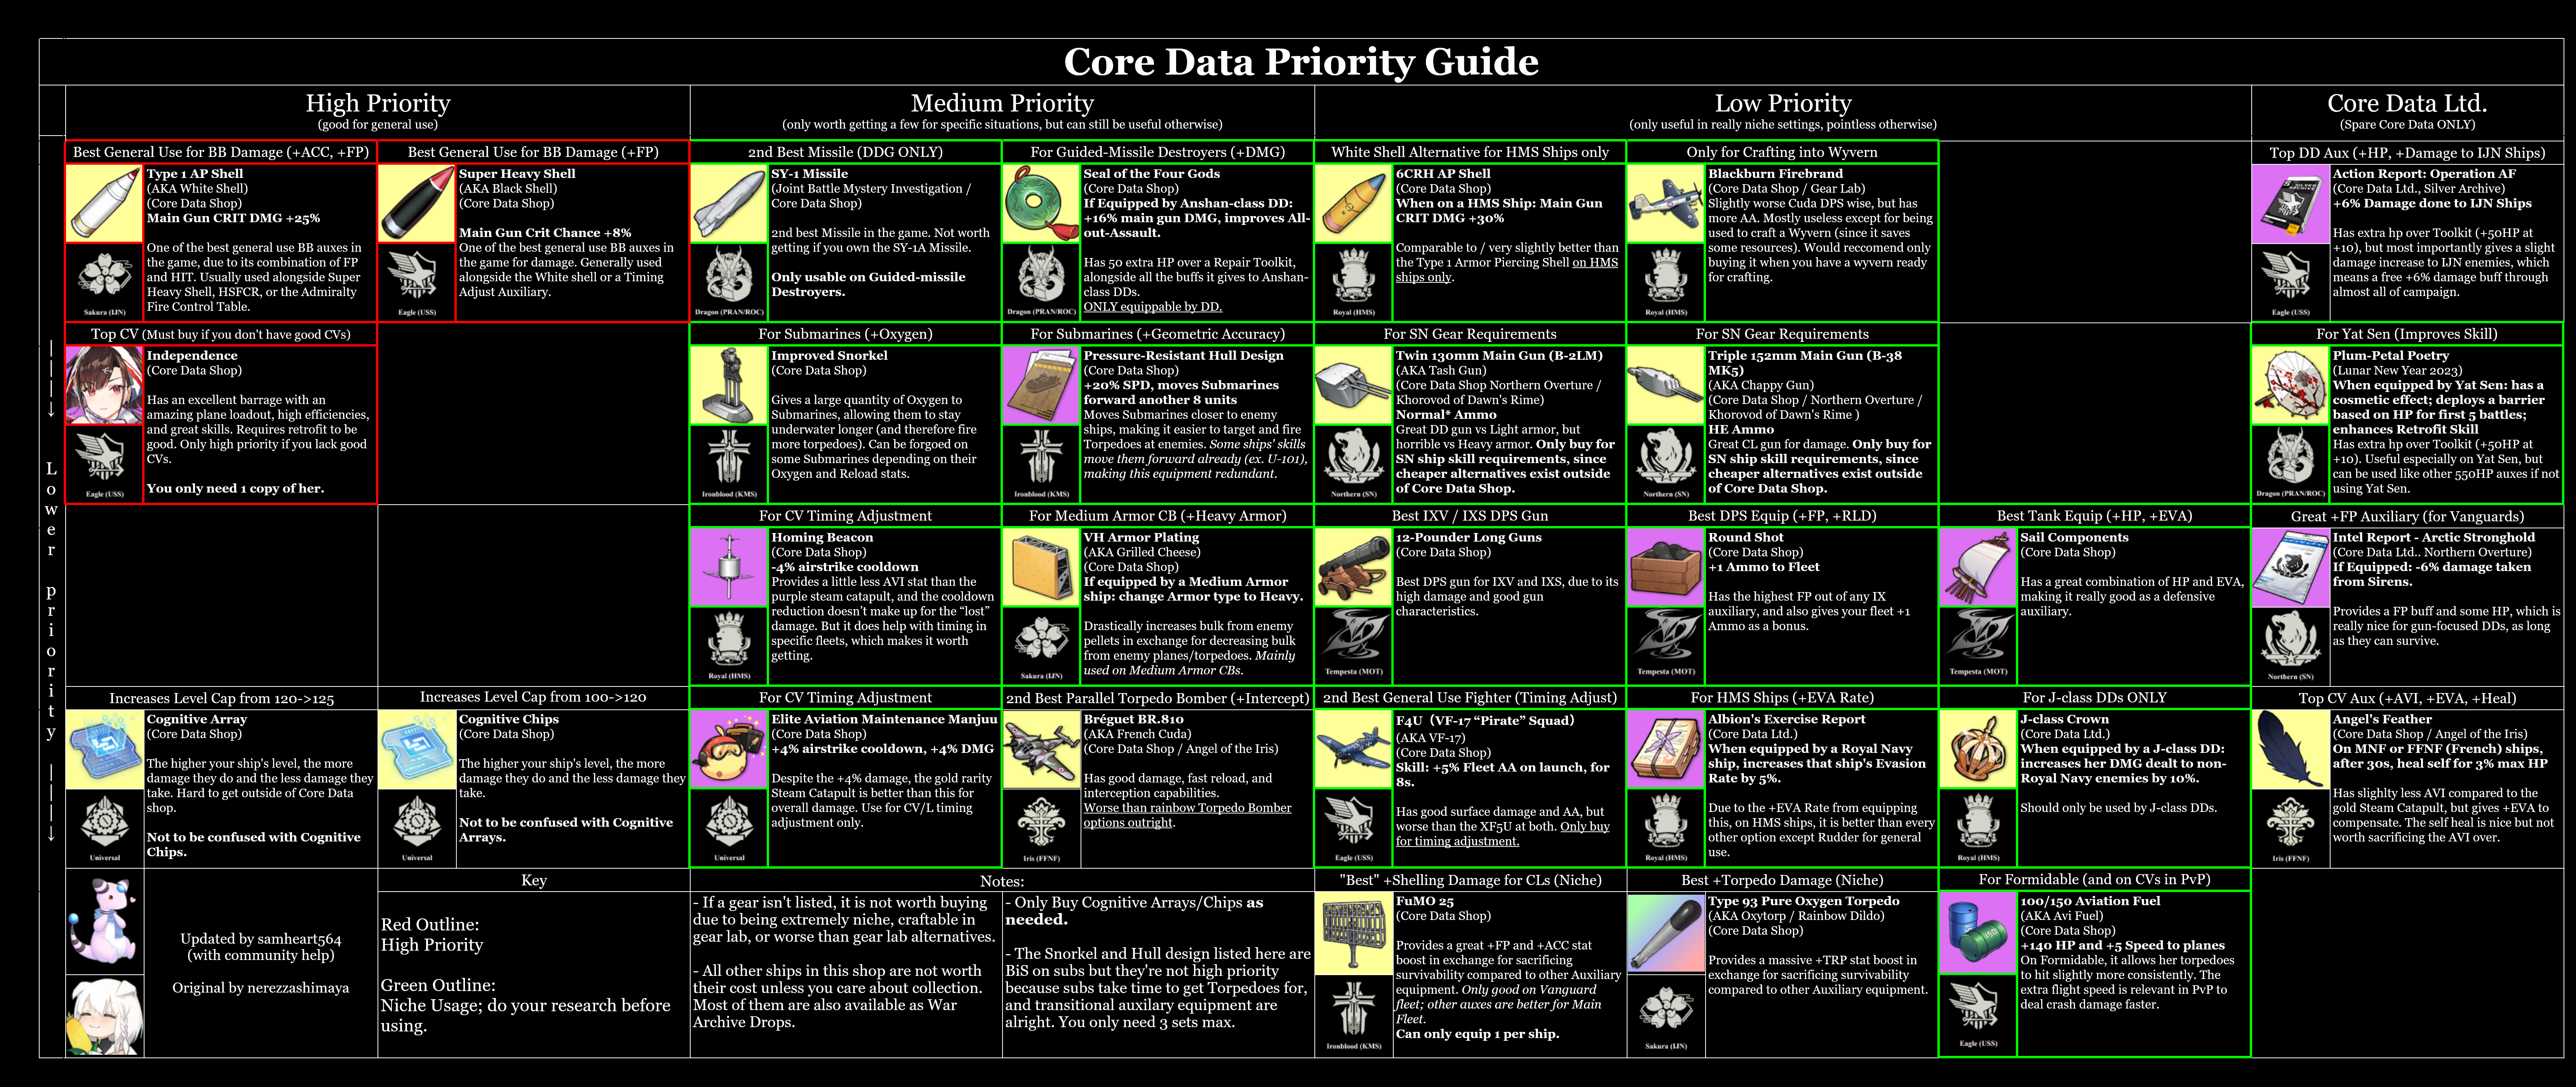 Core Data Priority Guide
High Priority
(good for general use)
Medium Priority
(only worth getting a few for specific situations, but can still be useful otherwise)
Low Priority
(only useful in really niche settings, pointless otherwise)
Core Data Ltd.
(Spare Core Data ONLY)
Lower priority
Best General Use for BB Damage (+ACC, +FP)
Type 1 AP Shell
(AKA White Shell)
(Core Data Shop)
Main Gun CRIT DMG +25%
One of the best general use BB auxes in
the game, due to its combination of FP
and HIT. Usually used alongside Super
Heavy Shell, HSFCR, or the Admiralty
Fire Control Table.
Sakura (IJN)
Best General Use for BB Damage (+FP)
Super Heavy Shell
(AKA Black Shell)
(Core Data Shop)
Main Gun Crit Chance +8%
One of the best general use BB auxes in
the game for damage. Generally used
alongside the White shell or a Timing
Adjust Auxiliary.
Eagle (USS)
2nd Best Missile (DDG ONLY)
SY-1 Missile
(Joint Battle Mystery Investigation /
Core Data Shop)
2nd best Missile in the game. Not worth
getting if you own the SY-1A Missile.
Only usable on Guided-missile
Destroyers.
Dragon (PRAN/ROC)
For Guided-Missile Destroyers (+DMG)
Seal of the Four Gods
(Core Data Shop)
If Equipped by Anshan-class DD:
+16% main gun DMG, improves All-
out-Assault.
Has 50 extra HP over a Repair Toolkit,
alongside all the buffs it gives to Anshan-
class DDs.
ONLY equippable by DD.
Dragon (PRAN/ROC)
White Shell Alternative for HMS Ships only
6CRH AP Shell
(Core Data Shop)
When on a HMS Ship: Main Gun
CRIT DMG +30%
Comparable to / very slightly better than
the Type 1 Armor Piercing Shell on HMS
ships only.
Royal (HMS)
Only for Crafting into Wyvern
Blackburn Firebrand
(Core Data Shop / Gear Lab)
Slightly worse Cuda DPS wise, but has
more AA. Mostly useless except for being
used to craft a Wyvern (since it saves
some resources). Would reccomend only
buying it when you have a wyvern ready
for crafting.
Royal (HMS)
Top DD Aux (+HP, +Damage to IJN Ships)
Action Report: Operation AF
(Core Data Ltd., Silver Archive)
+6% Damage done to IJN Ships
Has extra hp over Toolkit (+50HP at
+10), but most importantly gives a slight
damage increase to IJN enemies, which
means a free +6% damage buff through
almost all of campaign.
Eagle (USS)
Top CV (Must buy if you don't have good CVs)
Independence
(Core Data Shop)
Has an excellent barrage with an
amazing plane loadout, high efficiencies,
and great skills. Requires retrofit to be
good. Only high priority if you lack good
CVs.
You only need 1 copy of her.
Eagle (USS)
For Submarines (+Oxygen)
Improved Snorkel
(Core Data Shop)
Gives a large quantity of Oxygen to
Submarines, allowing them to stay
underwater longer (and therefore fire
more torpedoes). Can be forgoed on
some Submarines depending on their
Oxygen and Reload stats.
Ironblood (KMS)
For Submarines (+Geometric Accuracy)
Pressure-Resistant Hull Design
(Core Data Shop)
+20% SPD, moves Submarines
forward another 8 units
Moves Submarines closer to enemy
ships, making it easier to target and fire
Torpedoes at enemies. Some ships' skills
move them forward already (ex. U-101),
making this equipment redundant.
Ironblood (KMS)
For SN Gear Requirements
Twin 130mm Main Gun (B-2LM)
(AKA Tash Gun)
(Core Data Shop Northern Overture /
Khorovod of Dawn's Rime)
Normal* Ammo
Great DD gun vs Light armor, but
horrible vs Heavy armor. Only buy for
SN ship skill requirements, since
cheaper alternatives exist outside
of Core Data Shop.
Northern (SN)
For SN Gear Requirements
Triple 152mm Main Gun (B-38
MK5)
(AKA Chappy Gun)
(Core Data Shop / Northern Overture /
Khorovod of Dawn's Rime )
HE Ammo
Great CL gun for damage. Only buy for
SN ship skill requirements, since
cheaper alternatives exist outside
of Core Data Shop.
Northern (SN)
For Yat Sen (Improves Skill)
Plum-Petal Poetry
(Lunar New Year 2023)
When equipped by Yat Sen: has a
cosmetic effect; deploys a barrier
based on HP for first 5 battles;
enhances Retrofit Skill
Has extra hp over Toolkit (+50HP at
+10). Useful especially on Yat Sen, but
can be used like other 550HP auxes if not
using Yat Sen.
Dragon (PRAN/ROC)
For CV Timing Adjustment
Homing Beacon
(Core Data Shop)
-4% airstrike cooldown
Provides a little less AVI stat than the
purple steam catapult, and the cooldown
reduction doesn't make up for the “lost”
damage. But it does help with timing in
specific fleets, which makes it worth
getting.
Royal (HMS)
For Medium Armor CB (+Heavy Armor)
VH Armor Plating
(AKA Grilled Cheese)
(Core Data Shop)
If equipped by a Medium Armor
ship: change Armor type to Heavy.
Drastically increases bulk from enemy
pellets in exchange for decreasing bulk
from enemy planes/torpedoes. Mainly
used on Medium Armor CBs.
Sakura (IJN)
Best IXV / IXS DPS Gun
12-Pounder Long Guns
(Core Data Shop)
Best DPS gun for IXV and IXS, due to its
high damage and good gun
characteristics.
Tempesta (MOT)
Best DPS Equip (+FP, +RLD)
Round Shot
(Core Data Shop)
+1 Ammo to Fleet
Has the highest FP out of any IX
auxiliary, and also gives your fleet +1
Ammo as a bonus.
Tempesta (MOT)
Best Tank Equip (+HP, +EVA)
Sail Components
(Core Data Shop)
Has a great combination of HP and EVA,
making it really good as a defensive
auxiliary.
Tempesta (MOT)
Great +FP Auxiliary (for Vanguards)
Intel Report - Arctic Stronghold
(Core Data Ltd.. Northern Overture)
If Equipped: -6% damage taken
from Sirens.
Provides a FP buff and some HP, which is
really nice for gun-focused DDs, as long
as they can survive.
Northern (SN)
Increases Level Cap from 120->125
Cognitive Array
(Core Data Shop)
The higher your ship's level, the more
damage they do and the less damage they
take. Hard to get outside of Core Data
shop.
Not to be confused with Cognitive
Chips.
Universal
Increases Level Cap from 100->120
Cognitive Chips
(Core Data Shop)
The higher your ship's level, the more
damage they do and the less damage they
take.
Not to be confused with Cognitive
Arrays.
Universal
For CV Timing Adjustment
Elite Aviation Maintenance Manjuu
(Core Data Shop)
+4% airstrike cooldown, +4% DMG
Despite the +4% damage, the gold rarity
Steam Catapult is better than this for
overall damage. Use for CV/L timing
adjustment only.
Universal
2nd Best Parallel Torpedo Bomber (+Intercept)
Bréguet BR.810
(AKA French Cuda)
(Core Data Shop / Angel of the Iris)
Has good damage, fast reload, and
interception capabilities.
Worse than rainbow Torpedo Bomber
options outright.
Iris (FFNF)
2nd Best General Use Fighter (Timing Adjust)
F4U (VF-17 “Pirate” Squad)
(AKA VF-17)
(Core Data Shop)
Skill: +5% Fleet AA on launch, for
8s.
Has good surface damage and AA, but
worse than the XF5U at both. Only buy
for timing adjustment.
Eagle (USS)
For HMS Ships (+EVA Rate)
Albion's Exercise Report
(Core Data Ltd.)
When equipped by a Royal Navy
ship, increases that ship's Evasion
Rate by 5%.
Due to the +EVA Rate from equipping
this, on HMS ships, it is better than every
other option except Rudder for general
use.
Royal (HMS)
For J-class DDs ONLY
J-class Crown
(Core Data Ltd.)
When equipped by a J-class DD:
increases her DMG dealt to non-
Royal Navy enemies by 10%.
Should only be used by J-class DDs.
Royal (HMS)
Top CV Aux (+AVI, +EVA, +Heal)
Angel's Feather
(Core Data Shop / Angel of the Iris)
On MNF or FFNF (French) ships,
after 30s, heal self for 3% max HP
Has slighlty less AVI compared to the
gold Steam Catapult, but gives +EVA to
compensate. The self heal is nice but not
worth sacrificing the AVI over.
Iris (FFNF)
Updated by samheart564
(with community help)
Original by nerezzashimaya
Key
Red Outline:
High Priority
Green Outline:
Niche Usage; do your research before
using.
Notes:
- If a gear isn't listed, it is not worth buying
due to being extremely niche, craftable in
gear lab, or worse than gear lab alternatives.
- All other ships in this shop are not worth
their cost unless you care about collection.
Most of them are also available as War
Archive Drops.
- Only Buy Cognitive Arrays/Chips as
needed.
- The Snorkel and Hull design listed here are
BiS on subs but they're not high priority
because subs take time to get Torpedoes for,
and transitional auxilary equipment are
alright. You only need 3 sets max.
"Best" +Shelling Damage for CLs (Niche)
FuMO 25
(Core Data Shop)
Provides a great +FP and +ACC stat
boost in exchange for sacrificing
survivability compared to other Auxiliary
equipment. Only good on Vanguard
fleet; other auxes are better for Main
Fleet.
Can only equip 1 per ship.
Ironblood (KMS)
Best +Torpedo Damage (Niche)
Type 93 Pure Oxygen Torpedo
(AKA Oxytorp / Rainbow Dildo)
(Core Data Shop)
Provides a massive +TRP stat boost in
exchange for sacrificing survivability
compared to other Auxiliary equipment.
Sakura (IJN)
For Formidable (and on CVs in PvP)
100/150 Aviation Fuel
(AKA Avi Fuel)
(Core Data Shop)
+140 HP and +5 Speed to planes
On Formidable, it allows her torpedoes
to hit slightly more consistently. The
extra flight speed is relevant in PvP to
deal crash damage faster.
Eagle (USS)